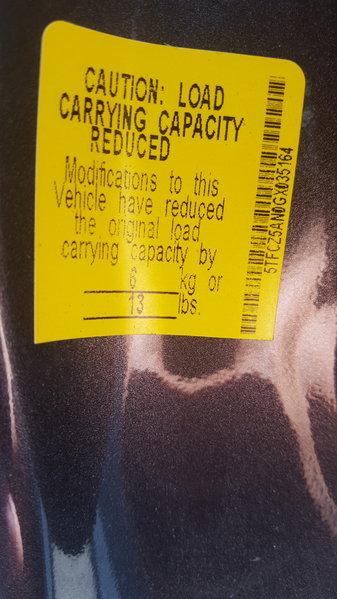 CAUTION: LOAD
CARRYING CAPACITY
REDUCED
Modifications to this
Vehicle have reduced
the original load
carrying capacity by
6 kg or
13 lbs.
5TFCZ5AN0GX035164